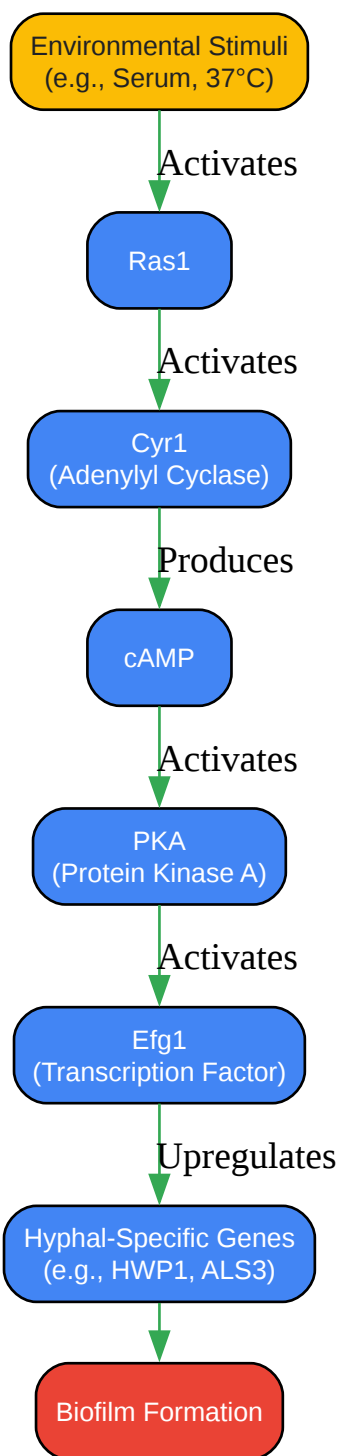 Environmental Stimuli
(e.g., Serum, 37°C)
Activates
Ras1
Activates
Cyr1
(Adenylyl Cyclase)
Produces
cAMP
Activates
PKA
(Protein Kinase A)
Activates
Efg1
(Transcription Factor)
Upregulates
Hyphal-Specific Genes
(e.g., HWP1, ALS3)
Biofilm Formation